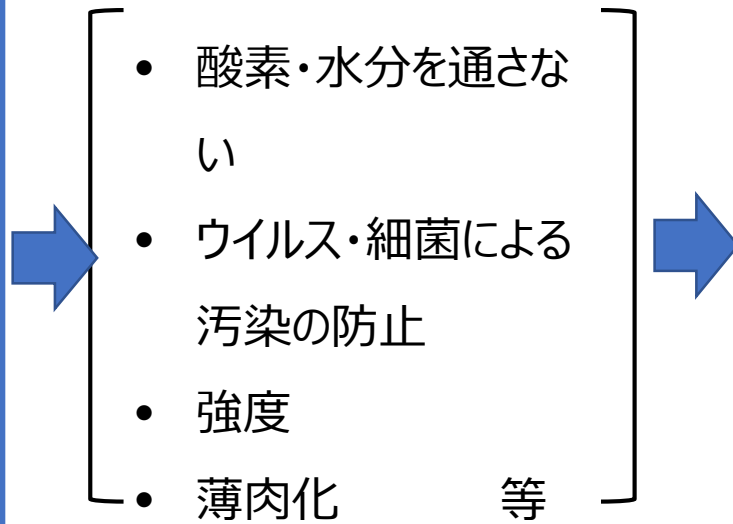 • 酸素・水分を通さな
い
• ウイルス・細菌による
汚染の防止
• 強度
• 薄肉化　　　等